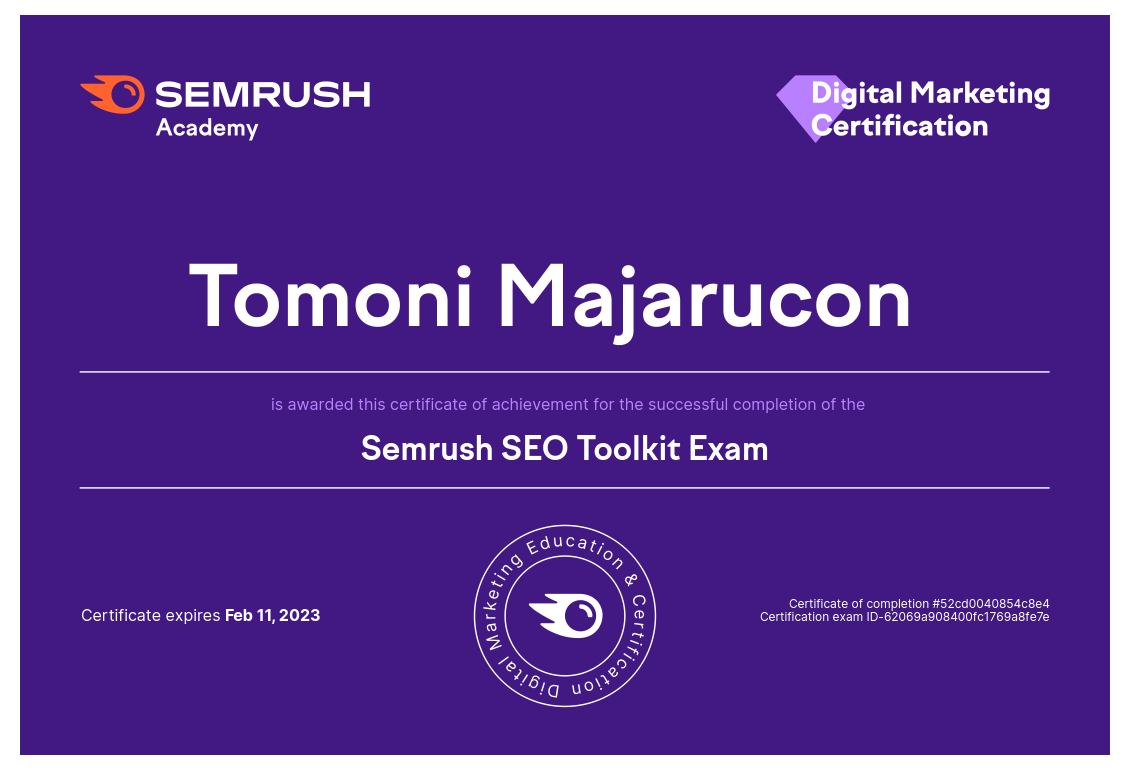 SEMRUSH
Academy
Digital Marketing
Certification
Tomoni Majarucon
is awarded this certificate of achievement for the successful completion of the
Semrush SEO Toolkit Exam
Certificate expires Feb 11, 2023
Digital Marketing Education & Certification
Certificate of completion #52cd0040854c8e4
Certification exam ID-62069a908400fc1769a8fe7e